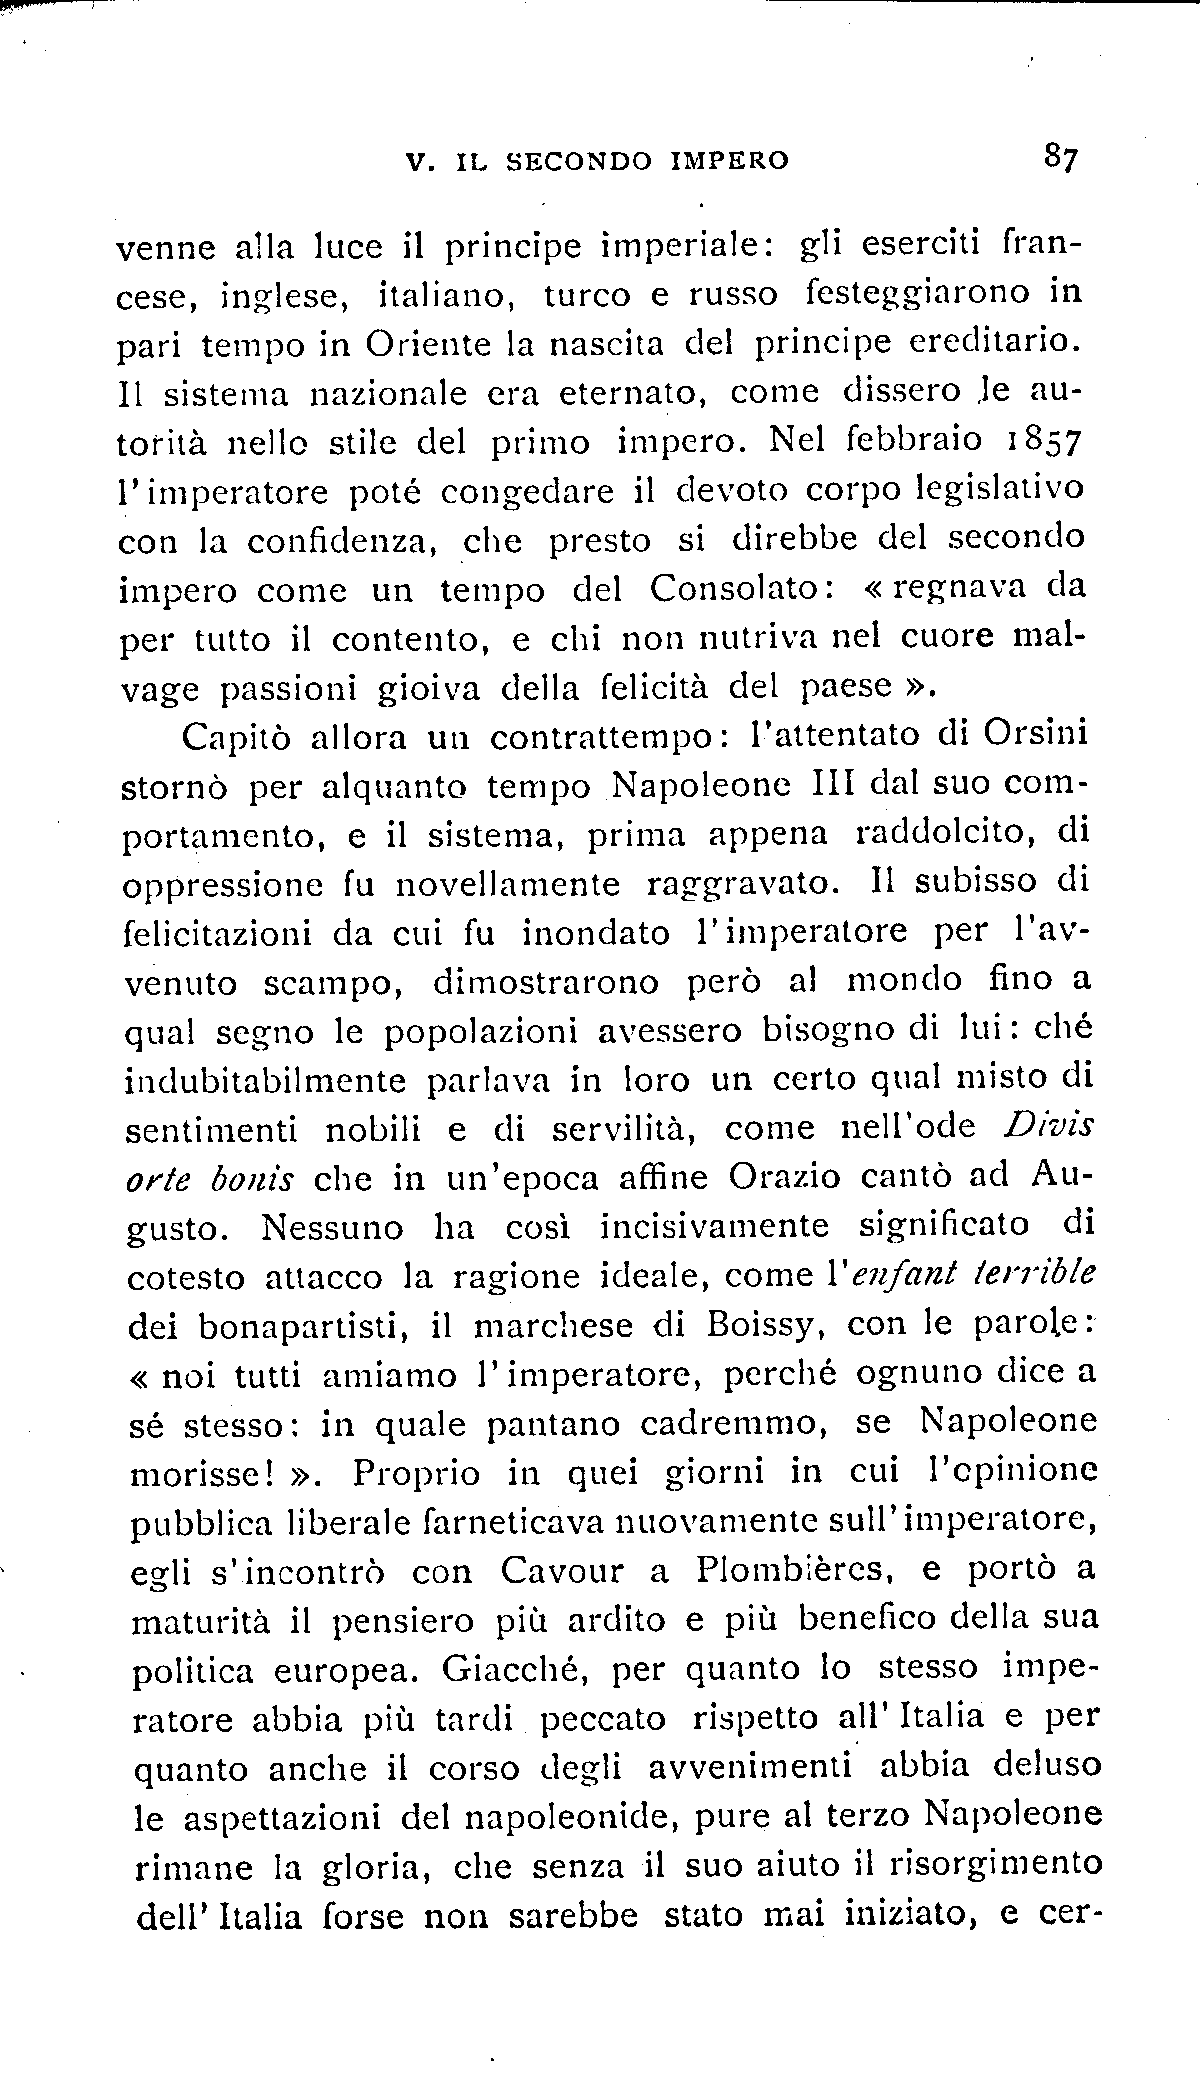 V. IL SECONDO IMPERO 87
venne alla luce il principe imperiale: gli eserciti fran-
cese, inglese, italiano, turco e russo festeggiarono in
pari tempo in Oriente la nascita del principe ereditario.
Il sistema nazionale era eternato, come dissero le au-
torità nello stile del primo impero. Nel febbraio 1857
l'imperatore poté congedare il devoto corpo legislativo
con la confidenza, che presto si direbbe del secondo
impero come un tempo del Consolato: « regnava da
per tutto il contento, e chi non nutriva nel cuore mal-
vage passioni gioiva della felicità del paese ».
Capitò allora un contrattempo: l'attentato di Orsini
stornò per alquanto tempo Napoleone III dal suo com-
portamento, e il sistema, prima appena raddolcito, di
oppressione fu novellamente raggravato. Il subisso di
felicitazioni da cui fu inondato l'imperatore per l'av-
venuto scampo, dimostrarono però al mondo fino a
qual segno le popolazioni avessero bisogno di lui: ché
indubitabilmente parlava in loro un certo qual misto di
sentimenti nobili e di servilità, come nell'ode Divis
orte bonis che in un'epoca affine Orazio cantò ad Au-
gusto. Nessuno ha così incisivamente significato di
cotesto attacco la ragione ideale, come l'enfant terrible
dei bonapartisti, il marchese di Boissy, con le parole:
« noi tutti amiamo l'imperatore, perché ognuno dice a
sé stesso: in quale pantano cadremmo, se Napoleone
morisse! ». Proprio in quei giorni in cui l'opinione
pubblica liberale farneticava nuovamente sull'imperatore,
egli s'incontrò con Cavour a Plombières, e portò a
maturità il pensiero più ardito e più benefico della sua
politica europea. Giacché, per quanto lo stesso impe-
ratore abbia più tardi peccato rispetto all'Italia e per
quanto anche il corso degli avvenimenti abbia deluso
le aspettazioni del napoleonide, pure al terzo Napoleone
rimane la gloria, che senza il suo aiuto il risorgimento
dell'Italia forse non sarebbe stato mai iniziato, e cer-